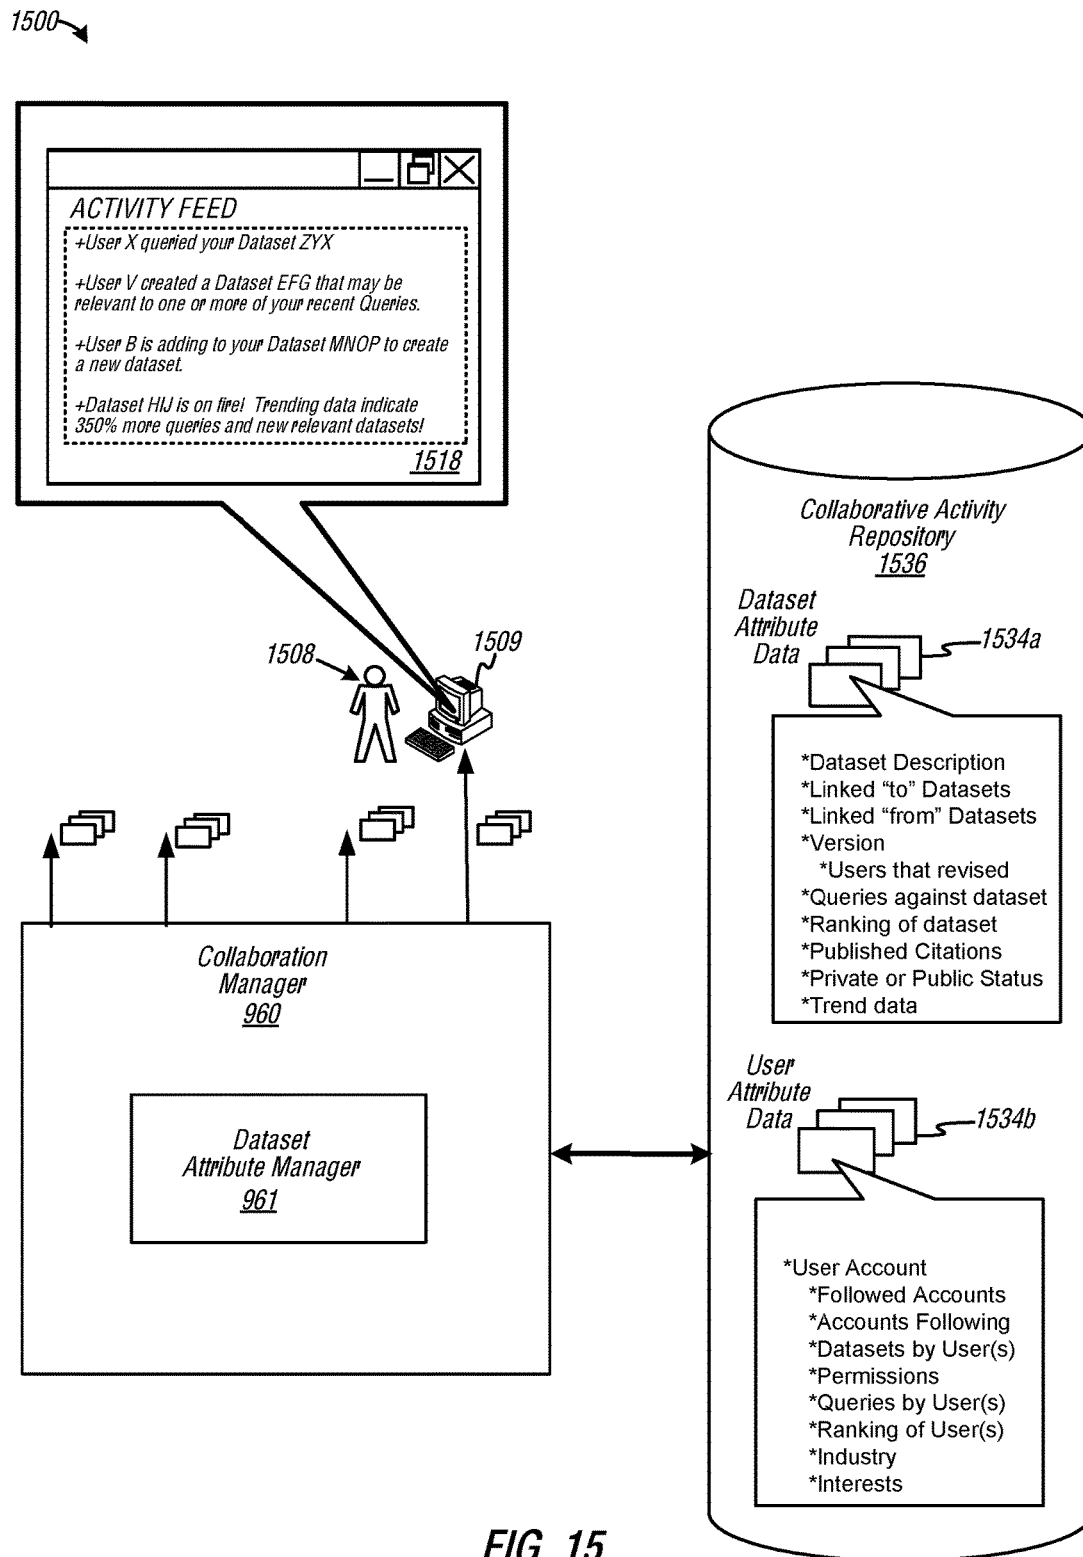 1500
ACTIVITY FEED
+User X queried your Dataset ZYX
+User V created a Dataset EFG that may be
relevant to one or more of your recent Queries.
+User B is adding to your Dataset MNOP to create
a new dataset.
+Dataset HIJ is on fire! Trending data indicate
350% more queries and new relevant datasets!
1518
1508
1509
Collaboration
Manager
960
Dataset
Attribute Manager
961
Collaborative Activity
Repository
1536
Dataset
Attribute
Data
1534a
*Dataset Description
*Linked “to” Datasets
*Linked “from” Datasets
*Version
*Users that revised
*Queries against dataset
*Ranking of dataset
*Published Citations
*Private or Public Status
*Trend data
User
Attribute
Data
1534b
*User Account
*Followed Accounts
*Accounts Following
*Datasets by User(s)
*Permissions
*Queries by User(s)
*Ranking of User(s)
*Industry
*Interests
FIG. 15